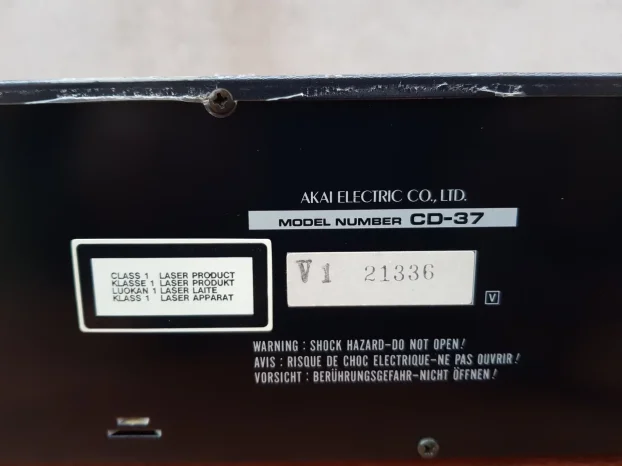 AKAI ELECTRIC CO., LTD.
MODEL NUMBER CD-37
CLASS 1 LASER PRODUCT
KLASSE 1 LASER PRODUKT
LUOKAN 1 LASER LAITE
KLASS 1 LASER APPARAT
V1 21336
V
WARNING : SHOCK HAZARD-DO NOT OPEN!
AVIS : RISQUE DE CHOC ELECTRIQUE-NE PAS OUVRIR!
VORSICHT : BERÜHRUNGSGEFAHR-NICHT ÖFFNEN!